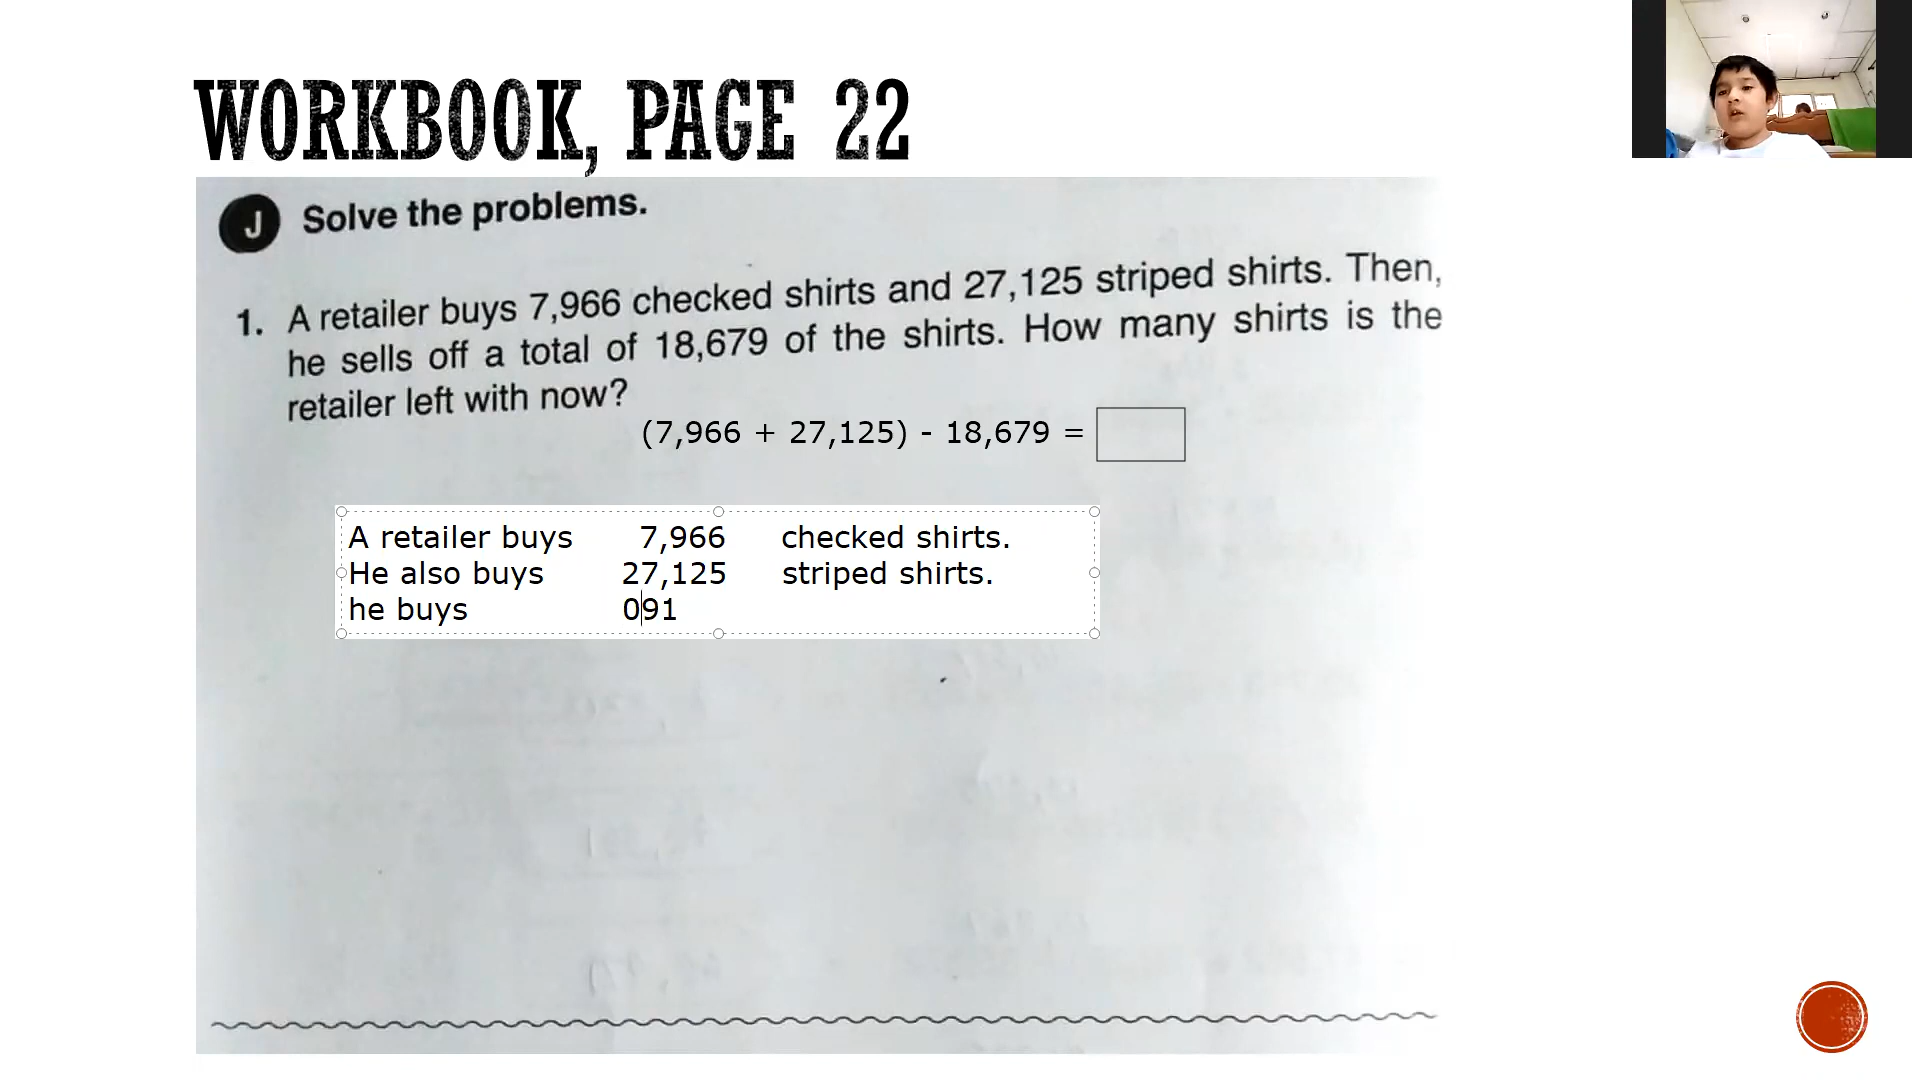 WORKBOOK, PAGE 22
J Solve the problems.
1. A retailer buys 7,966 checked shirts and 27,125 striped shirts. Then,
he sells off a total of 18,679 of the shirts. How many shirts is the
retailer left with now?
(7,966 + 27,125) - 18,679 =
A retailer buys 7,966 checked shirts.
He also buys 27,125 striped shirts.
he buys 091